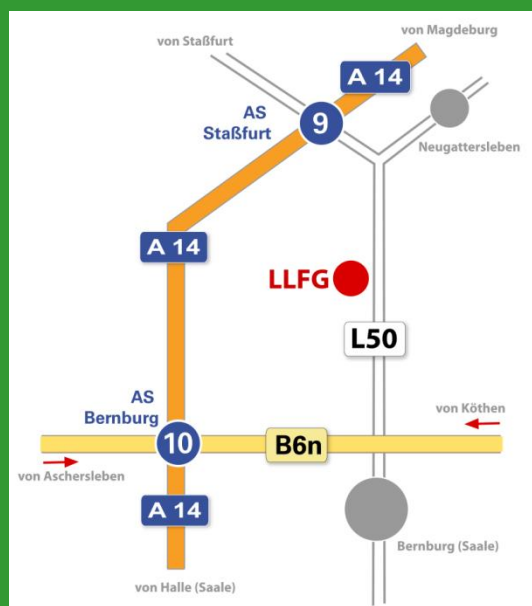 von Magdeburg
von Staßfurt
A 14
AS
Staßfurt
9
Neugattersleben
A 14
LLFG
L50
AS
Bernburg
von Köthen
10
B6n
von Aschersleben
A 14
Bernburg (Saale)
von Halle (Saale)